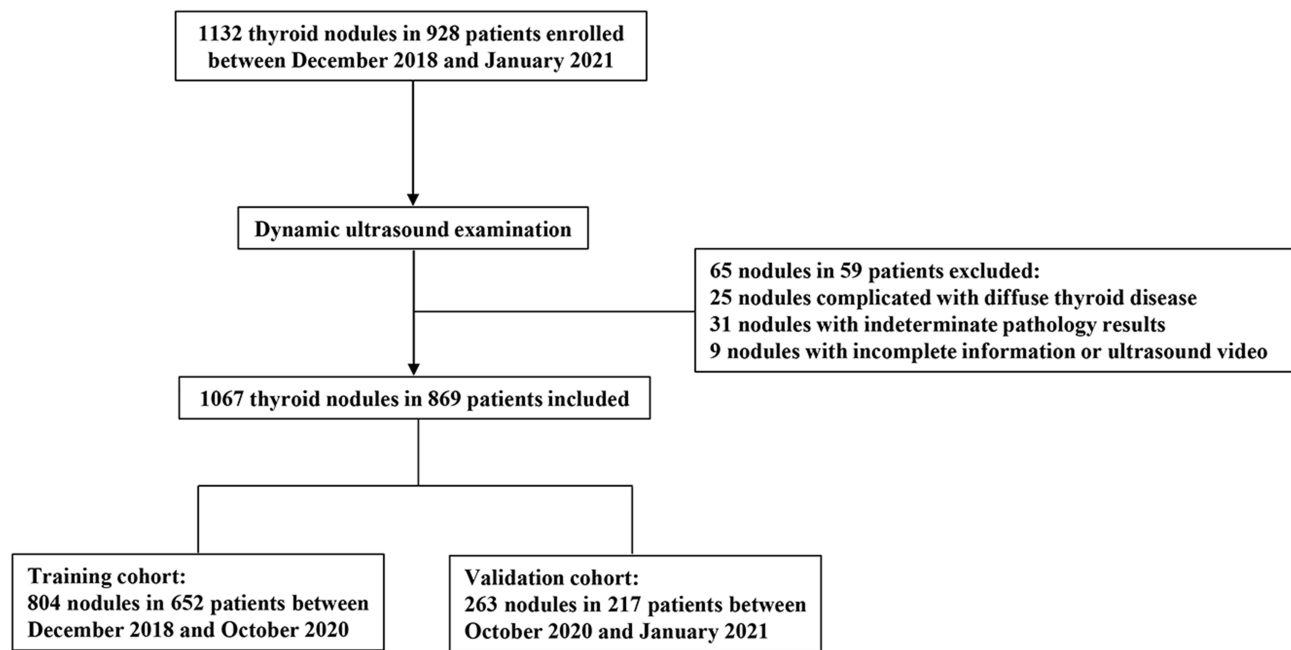 1132 thyroid nodules in 928 patients enrolled
between December 2018 and January 2021
Dynamic ultrasound examination
65 nodules in 59 patients excluded:
25 nodules complicated with diffuse thyroid disease
31 nodules with indeterminate pathology results
9 nodules with incomplete information or ultrasound video
1067 thyroid nodules in 869 patients included
Training cohort:
804 nodules in 652 patients between
December 2018 and October 2020
Validation cohort:
263 nodules in 217 patients between
October 2020 and January 2021